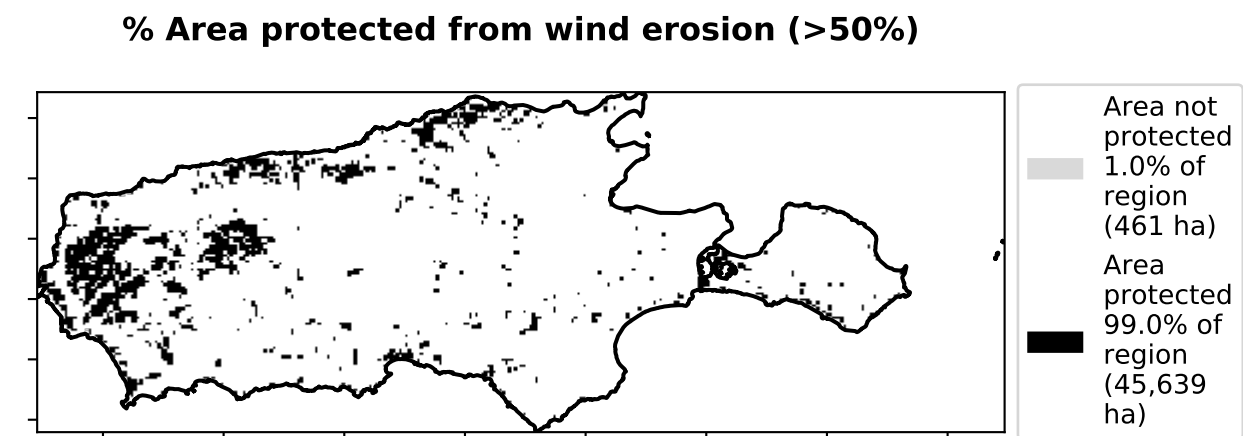 % Area protected from wind erosion (>50%)
Area not
protected
1.0% of
region
(461 ha)
Area
protected
99.0% of
region
(45,639
ha)